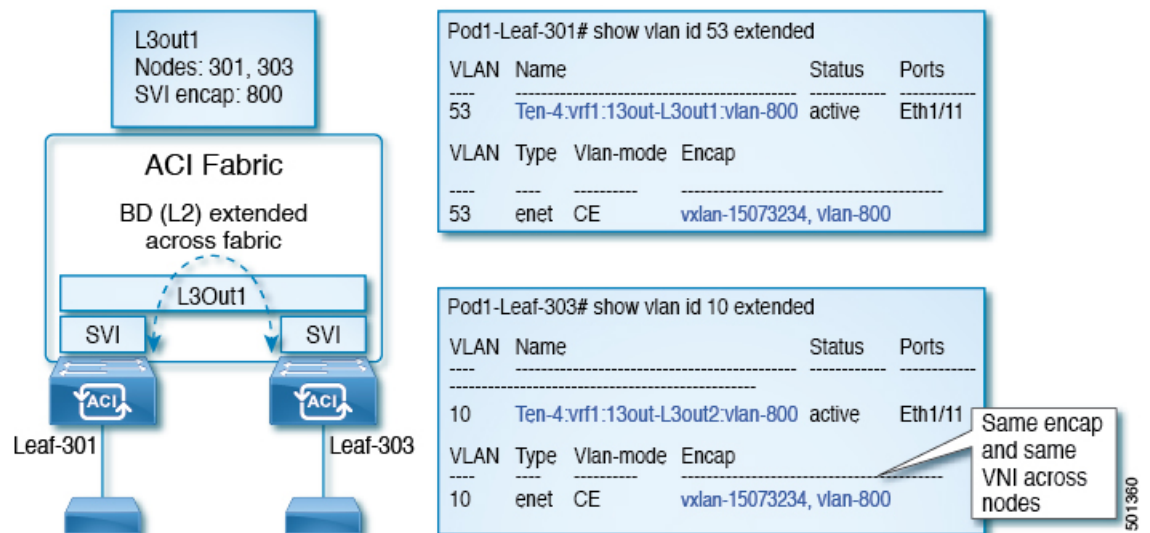 L3out1
Nodes: 301, 303
SVI encap: 800
ACI Fabric
BD (L2) extended
across fabric
L3Out1
SVI
SVI
ACI
ACI
Leaf-301
Leaf-303
Pod1-Leaf-301# show vlan id 53 extended
VLAN Name Status Ports
---- -------------------------------------------- ------------ ------------
53 Ten-4:vrf1:13out-L3out1:vlan-800 active Eth1/11
VLAN Type Vlan-mode Encap
---- ---- ---------- -----------------------------------------
53 enet CE vxlan-15073234, vlan-800
Pod1-Leaf-303# show vlan id 10 extended
VLAN Name Status Ports
---- -------------------------------------------- ------------ ------------
------------------------------------------------
10 Ten-4:vrf1:13out-L3out2:vlan-800 active Eth1/11
VLAN Type Vlan-mode Encap
---- ---- ---------- -----------------------------------------
10 enet CE vxlan-15073234, vlan-800
Same encap
and same
VNI across
nodes
501360